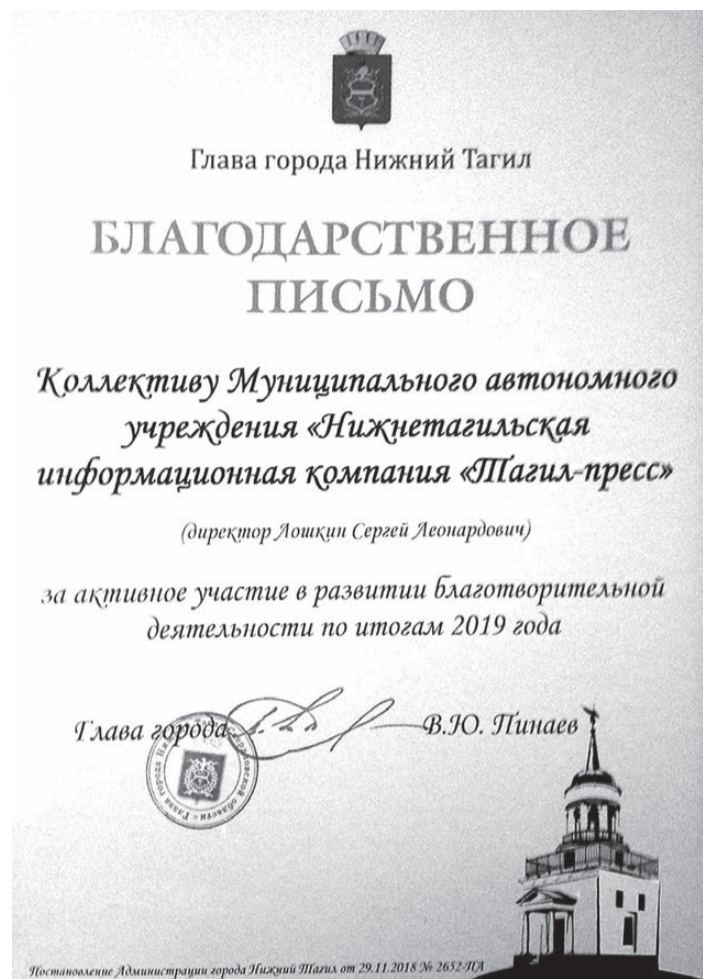 Глава города Нижний Тагил
БЛАГОДАРСТВЕННОЕ
ПИСЬМО
Коллективу Муниципального автономного
учреждения «Нижнетагильская
информационная компания «Тагил-пресс»
(директор Лошкин Сергей Леонардович)
за активное участие в развитии благотворительной
деятельности по итогам 2019 года
Глава города В.Ю. Пинаев
Постановление Администрации города Нижний Тагил от 29.11.2018 № 2652-ПА